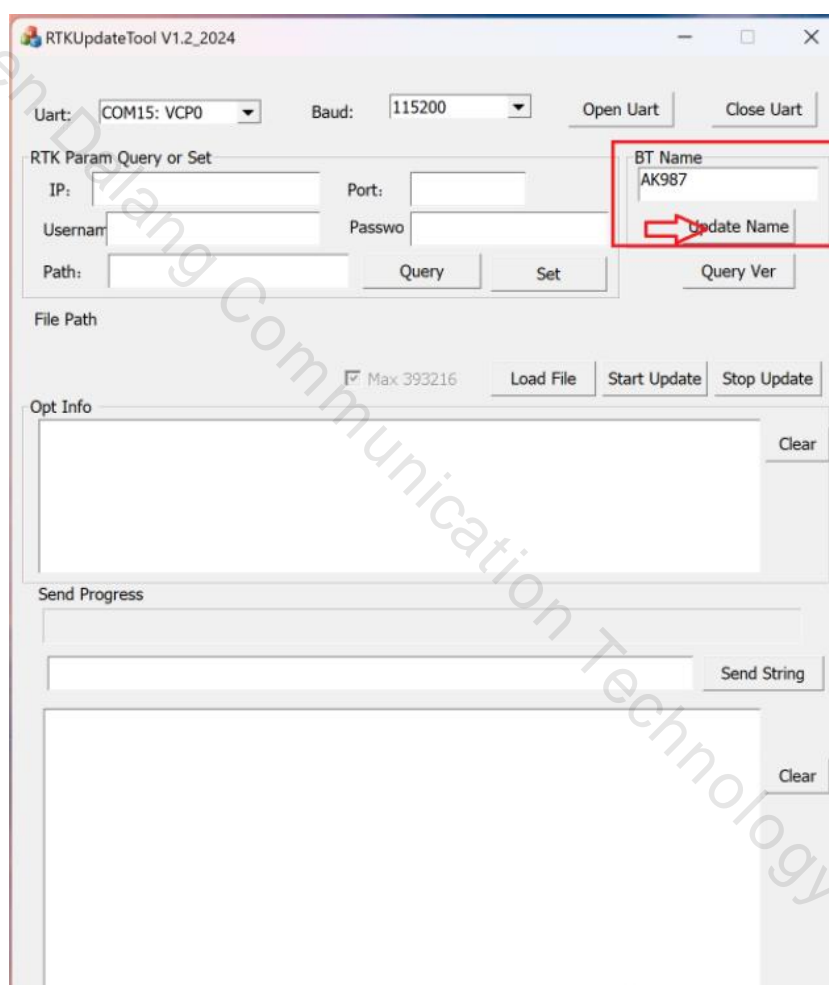 RTKUpdateTool V1.2_2024
Uart: COM15: VCP0 Baud: 115200 Open Uart Close Uart
RTK Param Query or Set BT Name
IP: Port: AK987
Usernam Passwo Update Name
Path: Query Set Query Ver
File Path
Max 393216 Load File Start Update Stop Update
Opt Info
Clear
Send Progress
Send String
Clear
en Dalang Communication Technology